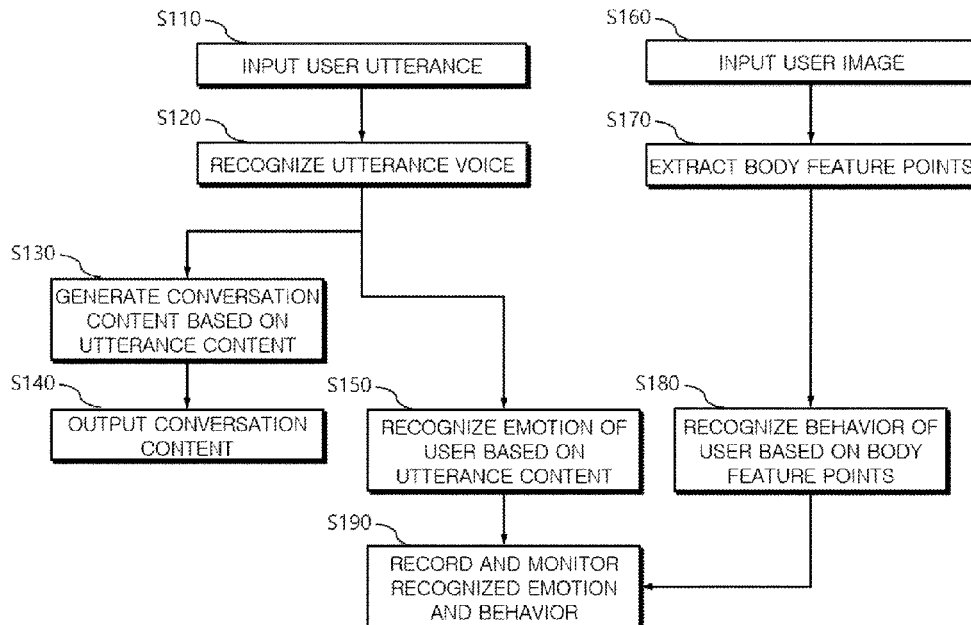 S110
INPUT USER UTTERANCE
S120
RECOGNIZE UTTERANCE VOICE
S130
GENERATE CONVERSATION
CONTENT BASED ON
UTTERANCE CONTENT
S140
OUTPUT CONVERSATION
CONTENT
S150
RECOGNIZE EMOTION OF
USER BASED ON
UTTERANCE CONTENT
S160
INPUT USER IMAGE
S170
EXTRACT BODY FEATURE POINTS
S180
RECOGNIZE BEHAVIOR OF
USER BASED ON BODY
FEATURE POINTS
S190
RECORD AND MONITOR
RECOGNIZED EMOTION
AND BEHAVIOR